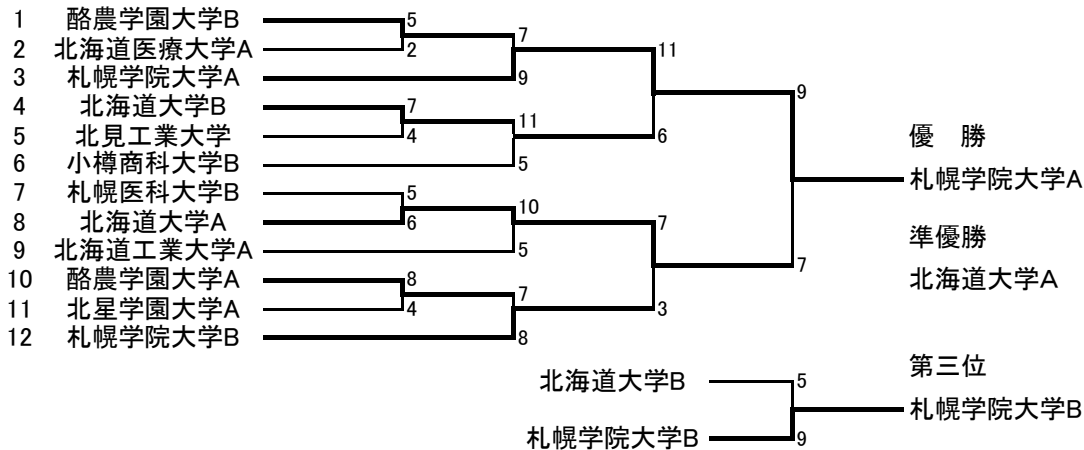 1 酪農学園大学B 5
7
2 北海道医療大学A 2
11
3 札幌学院大学A 9
9
4 北海道大学B 7
11
5 北見工業大学 4
6
優　勝
6 小樽商科大学B 5
札幌学院大学A
7 札幌医科大学B 5
10
8 北海道大学A 6
7
準優勝
9 北海道工業大学A 5
7
北海道大学A
10 酪農学園大学A 8
7
11 北星学園大学A 4
3
12 札幌学院大学B 8
第三位
北海道大学B 5
札幌学院大学B
札幌学院大学B 9